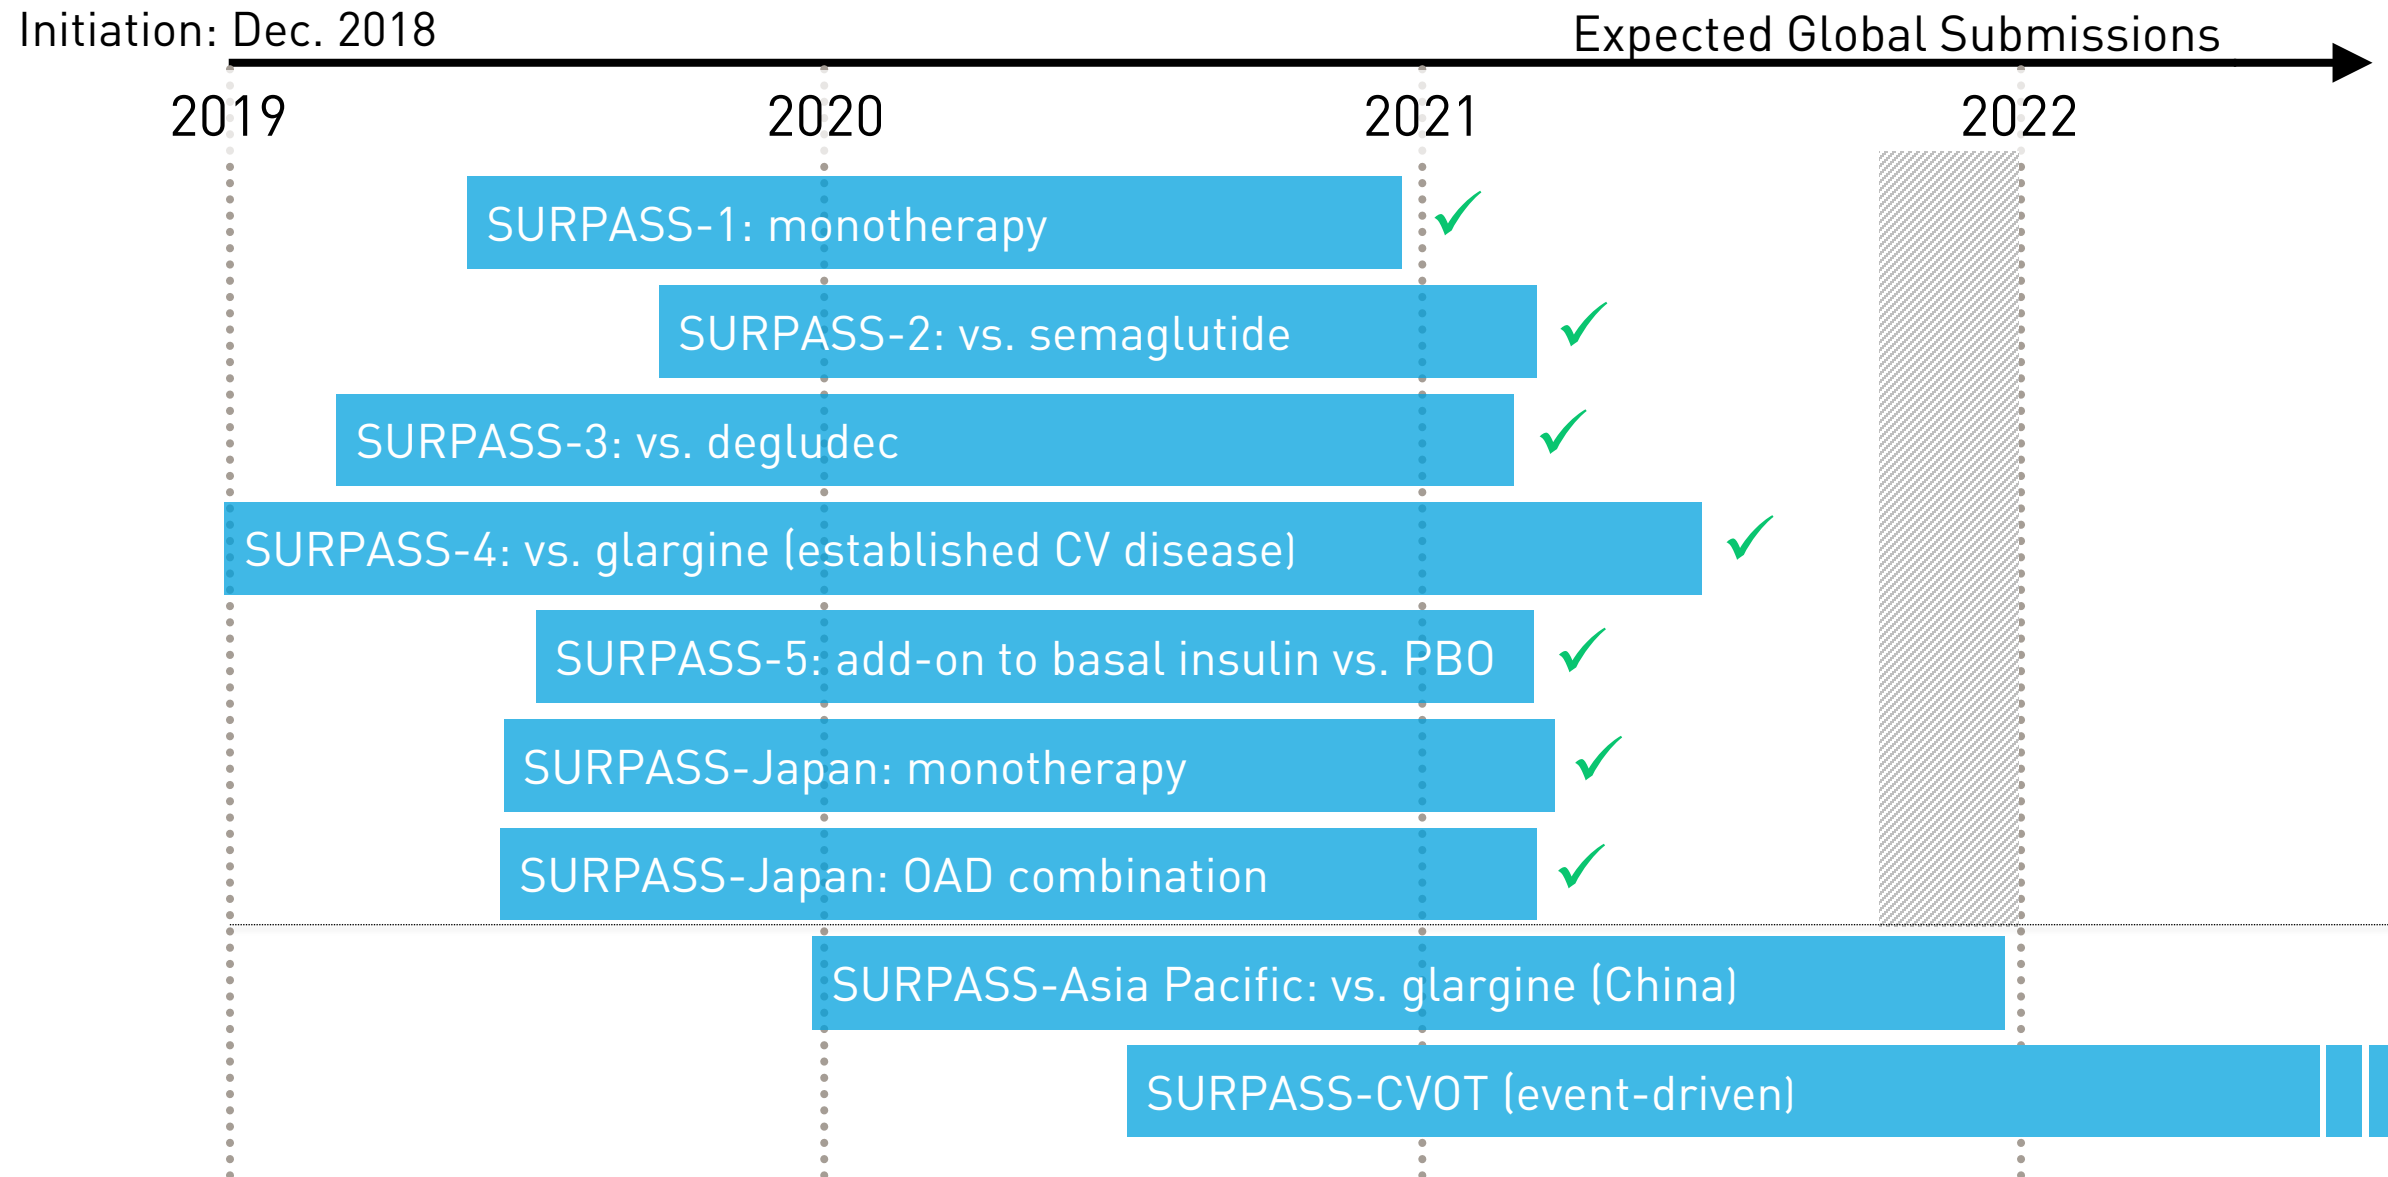 Initiation: Dec. 2018
Expected Global Submissions
2019
2020
2021
2022
SURPASS-1: monotherapy
SURPASS-2: vs. semaglutide
SURPASS-3: vs. degludec
SURPASS-4: vs. glargine (established CV disease)
SURPASS-5: add-on to basal insulin vs. PBO
SURPASS-Japan: monotherapy
SURPASS-Japan: OAD combination
SURPASS-Asia Pacific: vs. glargine (China)
SURPASS-CVOT (event-driven)